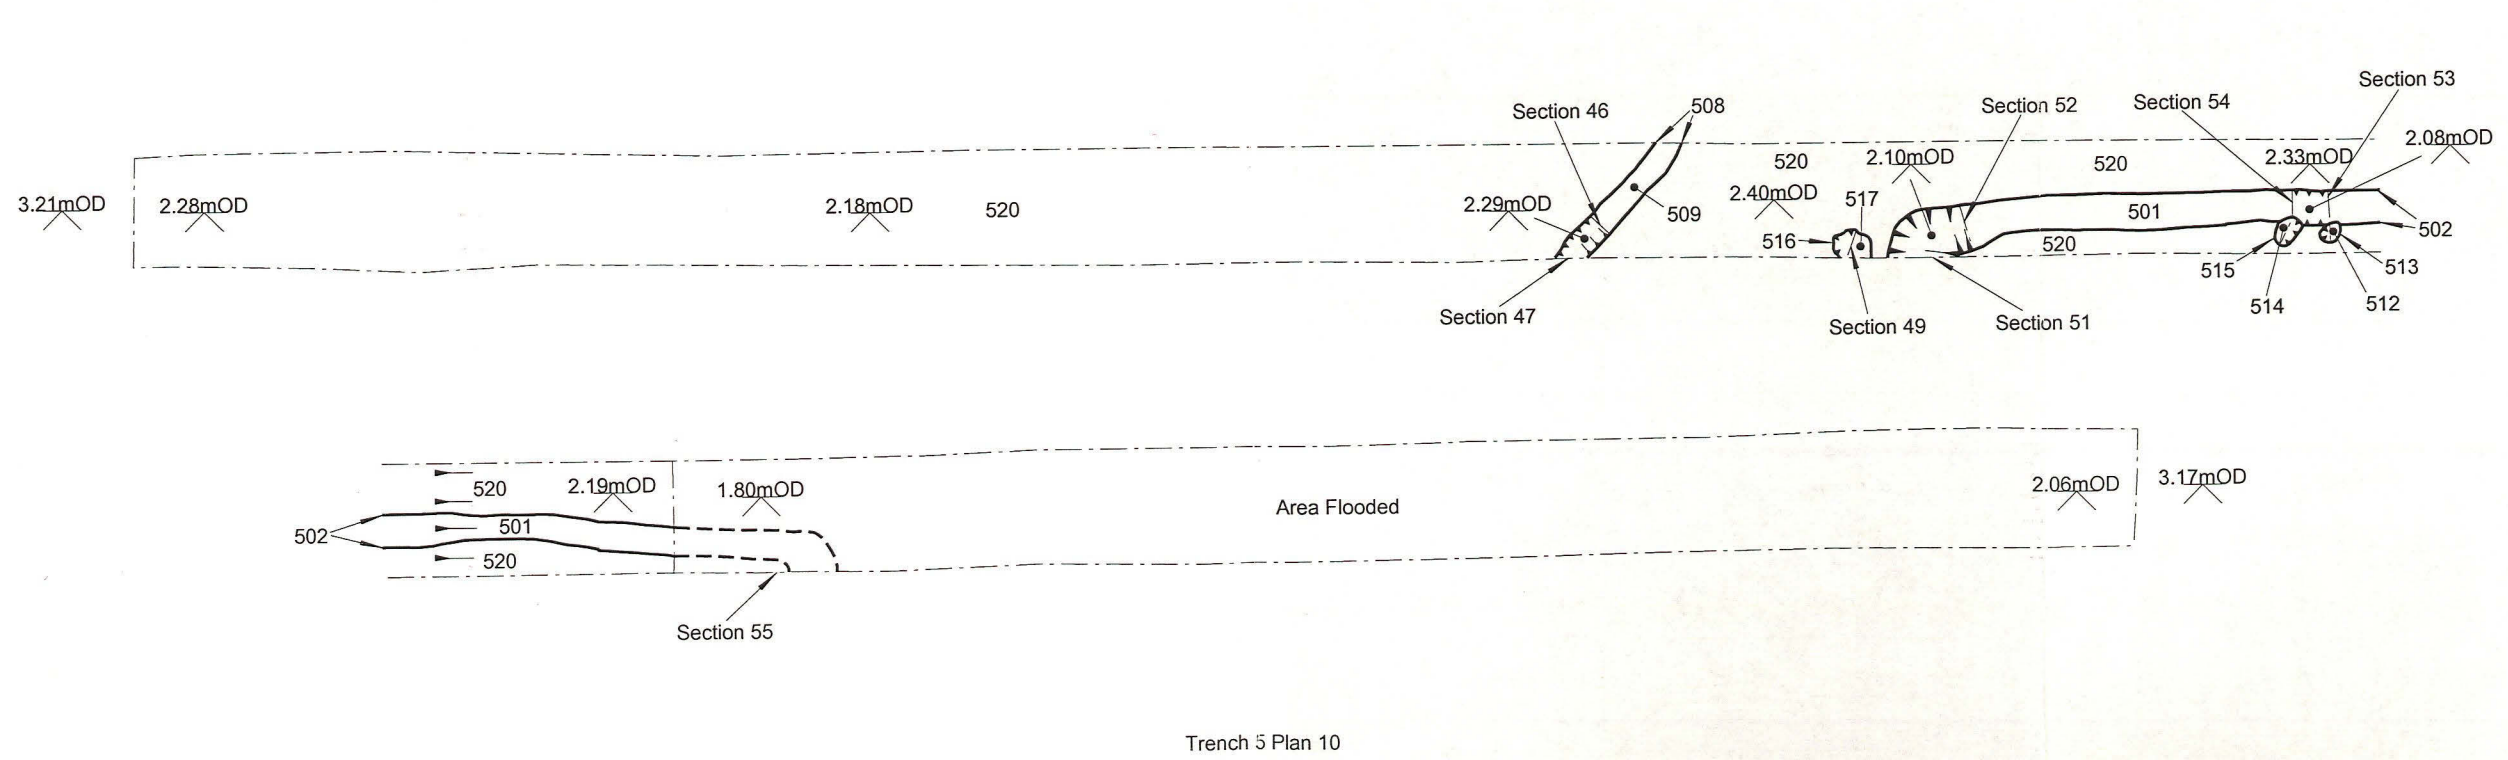 Section 53
Section 46
508
Section 52
Section 54
2.08mOD
520
2.10mOD
520
2.33mOD
3.21mOD
2.28mOD
2.18mOD
520
2.29mOD
509
2.40mOD
517
501
502
516
520
515
513
514
512
Section 47
Section 49
Section 51
520
2.19mOD
1.80mOD
2.06mOD
3.17mOD
Area Flooded
502
501
520
Section 55
Trench 5 Plan 10